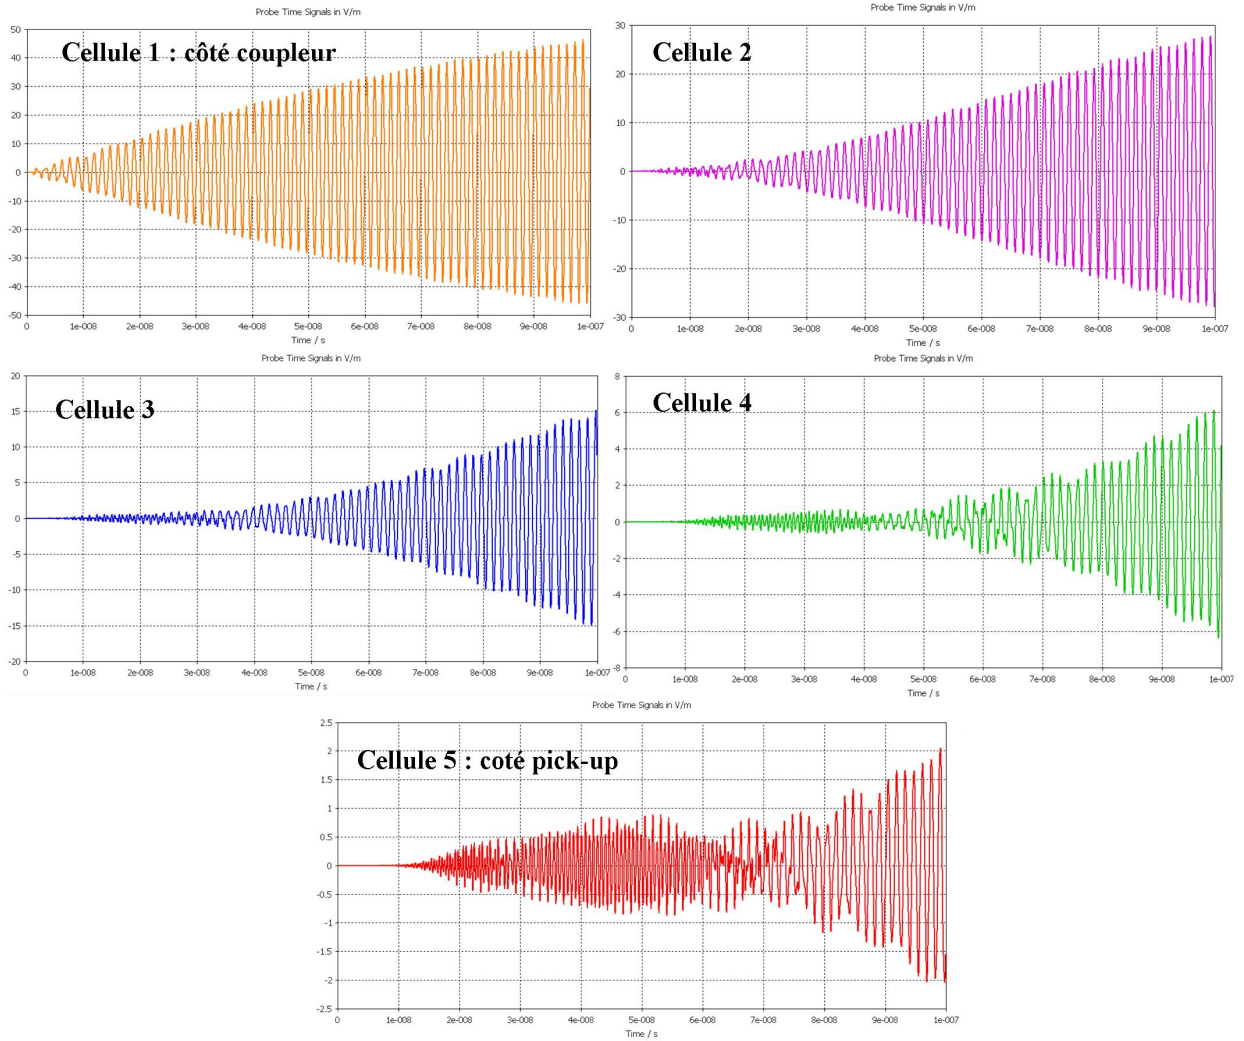 Probe Time Signals in V/m
Cellule 1 : côté coupleur
50
40
30
20
10
0
-10
-20
-30
-40
-50
0 1e-008 2e-008 3e-008 4e-008 5e-008 6e-008 7e-008 8e-008 9e-008 1e-007
Time / s
Probe Time Signals in V/m
Cellule 2
30
20
10
0
-10
-20
-30
0 1e-008 2e-008 3e-008 4e-008 5e-008 6e-008 7e-008 8e-008 9e-008 1e-007
Time / s
Probe Time Signals in V/m
Cellule 3
20
15
10
5
0
-5
-10
-15
-20
0 1e-008 2e-008 3e-008 4e-008 5e-008 6e-008 7e-008 8e-008 9e-008 1e-007
Time / s
Probe Time Signals in V/m
Cellule 4
8
6
4
2
0
-2
-4
-6
-8
0 1e-008 2e-008 3e-008 4e-008 5e-008 6e-008 7e-008 8e-008 9e-008 1e-007
Time / s
Probe Time Signals in V/m
Cellule 5 : coté pick-up
2.5
2
1.5
1
0.5
0
-0.5
-1
-1.5
-2
-2.5
0 1e-008 2e-008 3e-008 4e-008 5e-008 6e-008 7e-008 8e-008 9e-008 1e-007
Time / s